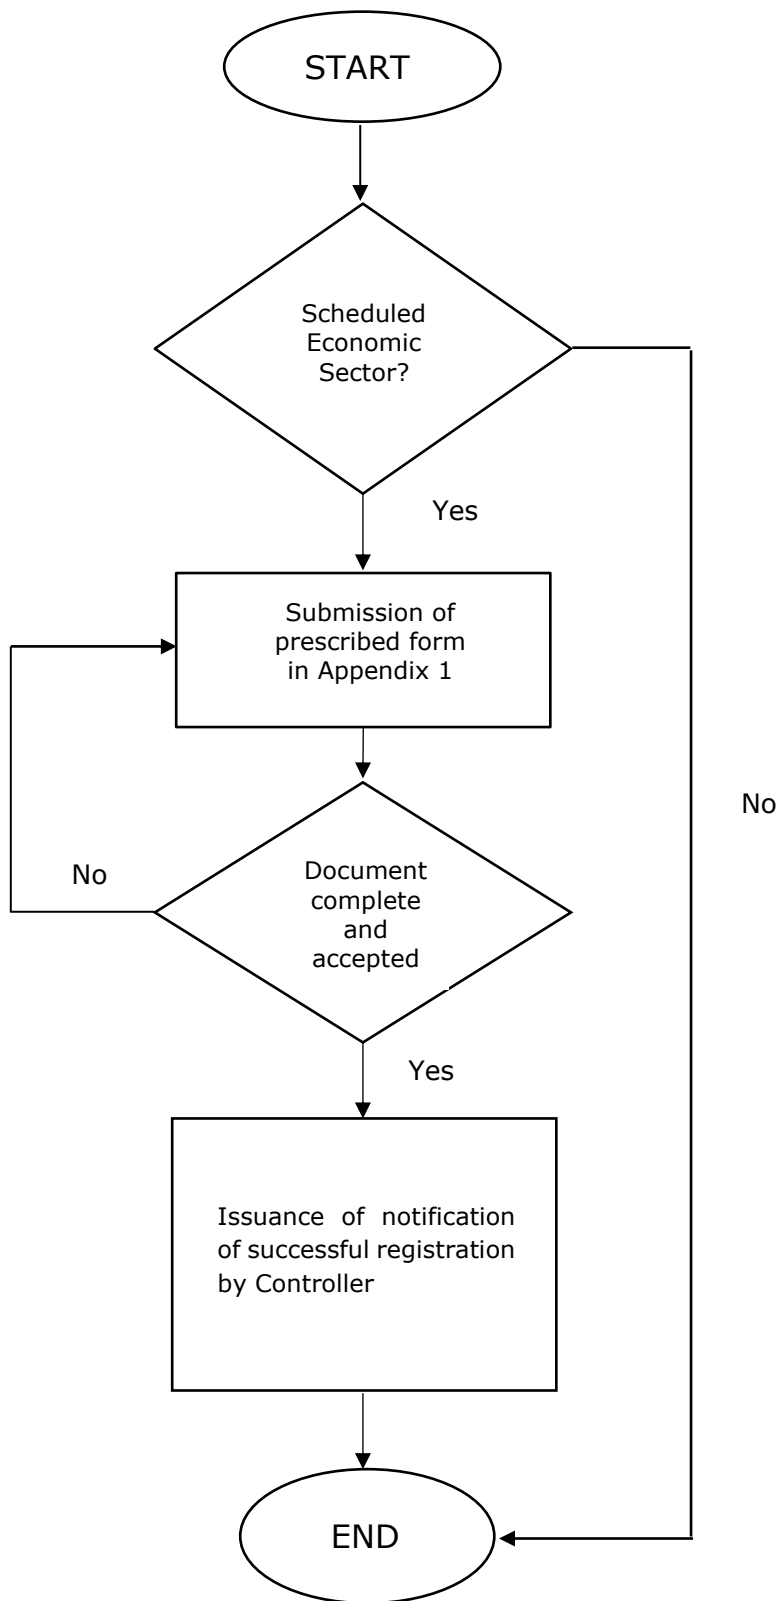 START
Scheduled
Economic
Sector?
Yes
Submission of
prescribed form
in Appendix 1
No
No
Document
complete
and
accepted
Yes
Issuance of notification
of successful registration
by Controller
END